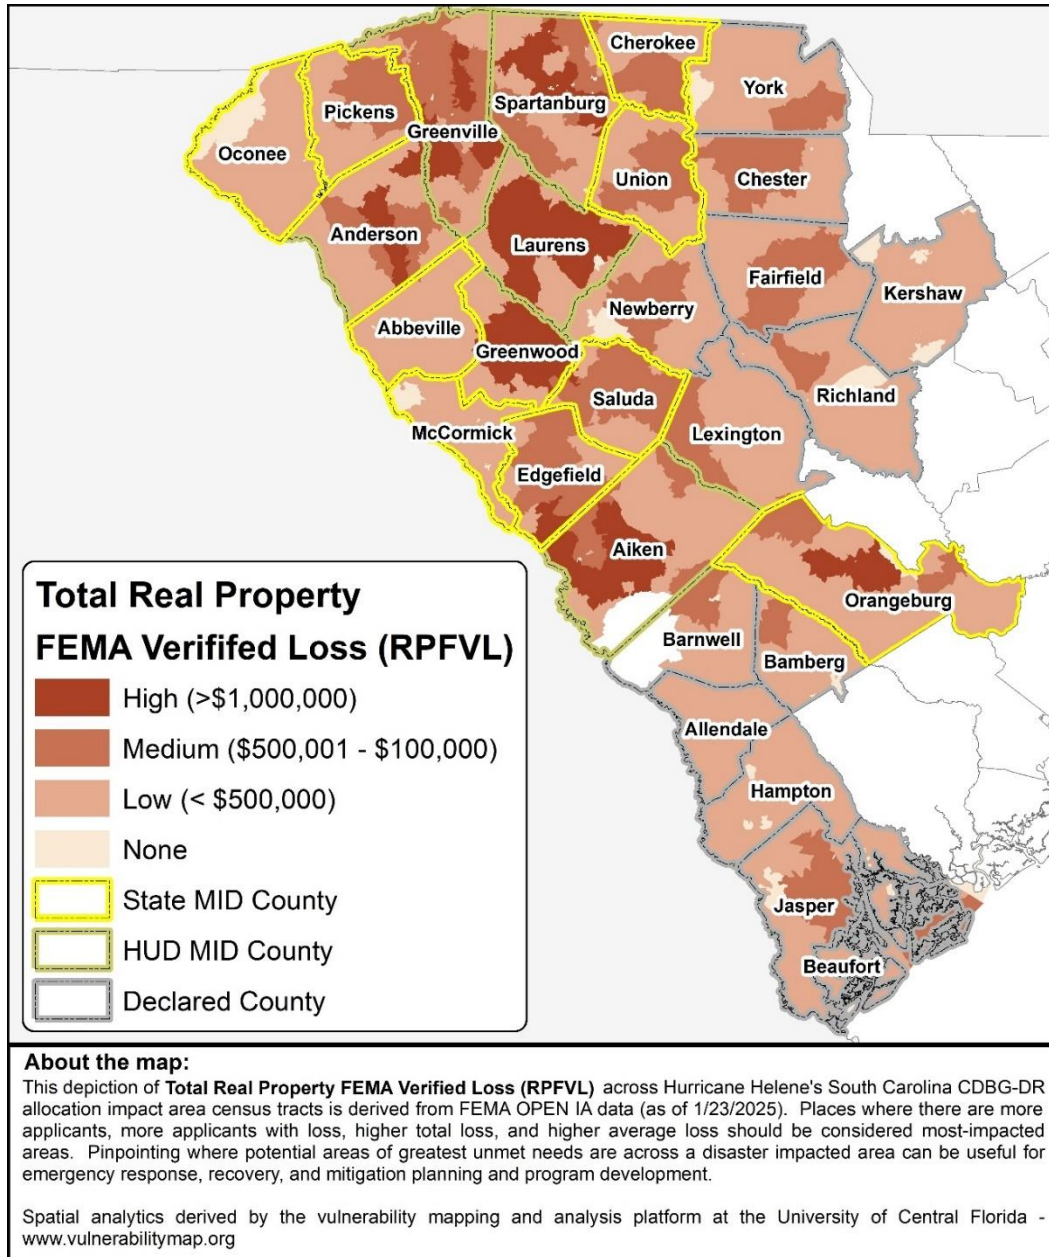 Cherokee
York
Spartanburg
Pickens
Greenville
Oconee
Union
Chester
Anderson
Laurens
Fairfield
Kershaw
Newberry
Abbeville
Greenwood
Richland
Saluda
McCormick
Lexington
Edgefield
Aiken
Orangeburg
Barnwell
Bamberg
Allendale
Hampton
Jasper
Beaufort
Total Real Property
FEMA Verififed Loss (RPFVL)
High (>$1,000,000)
Medium ($500,001 - $100,000)
Low (< $500,000)
None
State MID County
HUD MID County
Declared County
About the map:
This depiction of Total Real Property FEMA Verified Loss (RPFVL) across Hurricane Helene's South Carolina CDBG-DR
allocation impact area census tracts is derived from FEMA OPEN IA data (as of 1/23/2025). Places where there are more
applicants, more applicants with loss, higher total loss, and higher average loss should be considered most-impacted
areas. Pinpointing where potential areas of greatest unmet needs are across a disaster impacted area can be useful for
emergency response, recovery, and mitigation planning and program development.
Spatial analytics derived by the vulnerability mapping and analysis platform at the University of Central Florida -
www.vulnerabilitymap.org